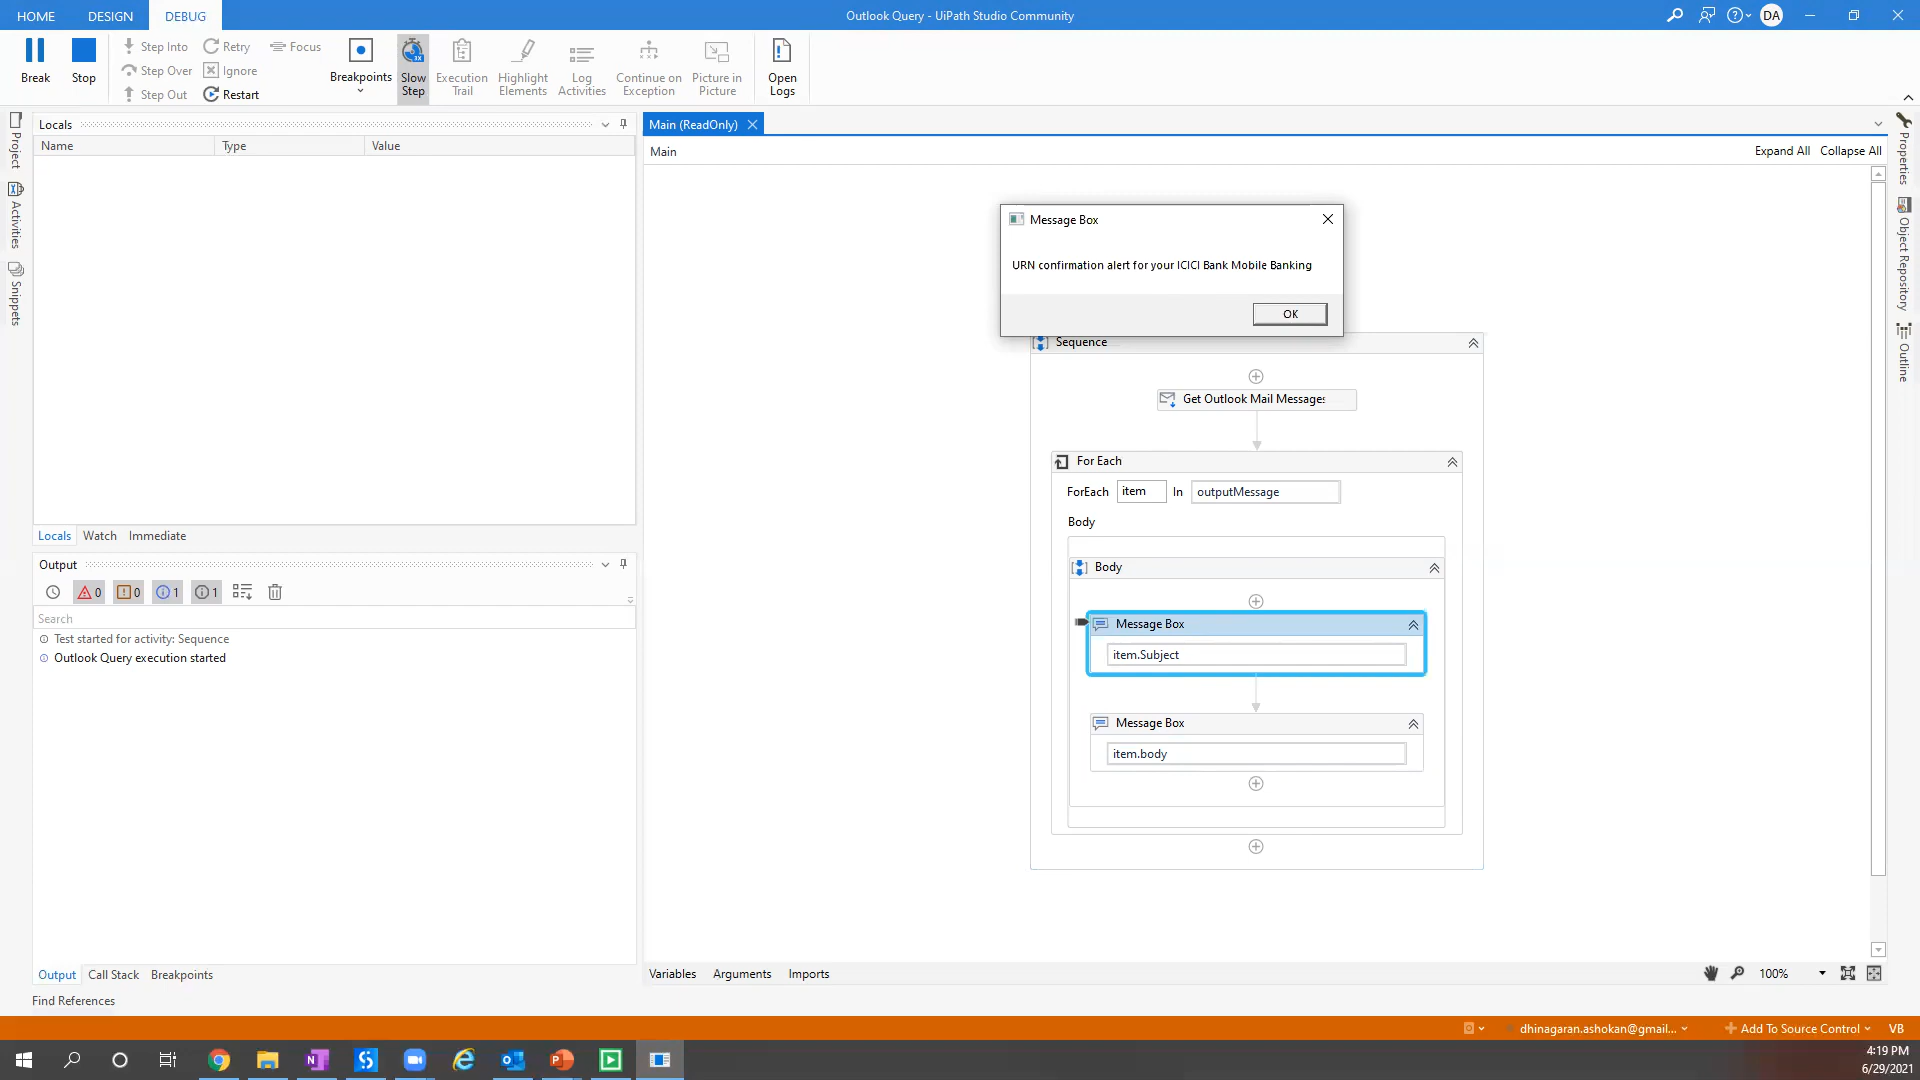 HOME DESIGN DEBUG Outlook Query - UiPath Studio Community DA
Break
Stop
Step Into
Step Over
Step Out
Retry
Ignore
Restart
Focus
Breakpoints
Slow
Step
Execution
Trail
Highlight
Elements
Log
Activities
Continue on
Exception
Picture in
Picture
Open
Logs
Project
Activities
Snippets
Locals
Name Type Value
Locals Watch Immediate
Output
0 0 1 1
Search
Test started for activity: Sequence
Outlook Query execution started
Output Call Stack Breakpoints
Find References
Main (ReadOnly)
Main Expand All Collapse All
Message Box
URN confirmation alert for your ICICI Bank Mobile Banking
OK
Sequence
Get Outlook Mail Messages
For Each
ForEach item In outputMessage
Body
Body
Message Box
item.Subject
Message Box
item.body
Variables Arguments Imports 100%
Properties
Object Repository
Outline
dhinagaran.ashokan@gmail... Add To Source Control VB
4:19 PM
6/29/2021